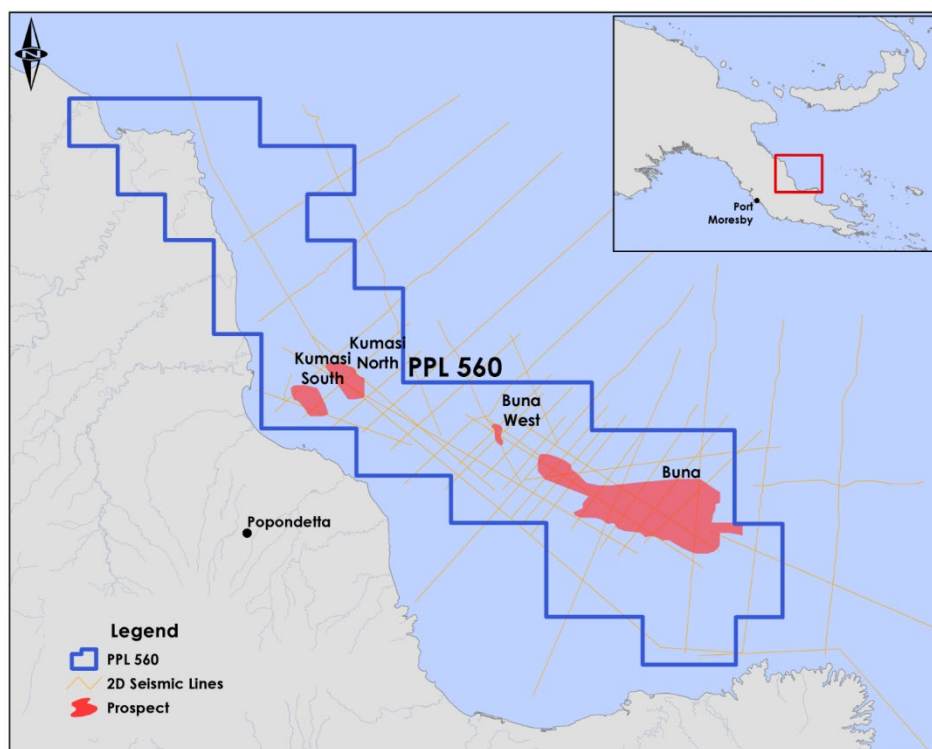 N
Port
Moresby
Kumasi
North
Kumasi
South
PPL 560
Buna
West
Buna
Popondetta
Legend
PPL 560
2D Seismic Lines
Prospect